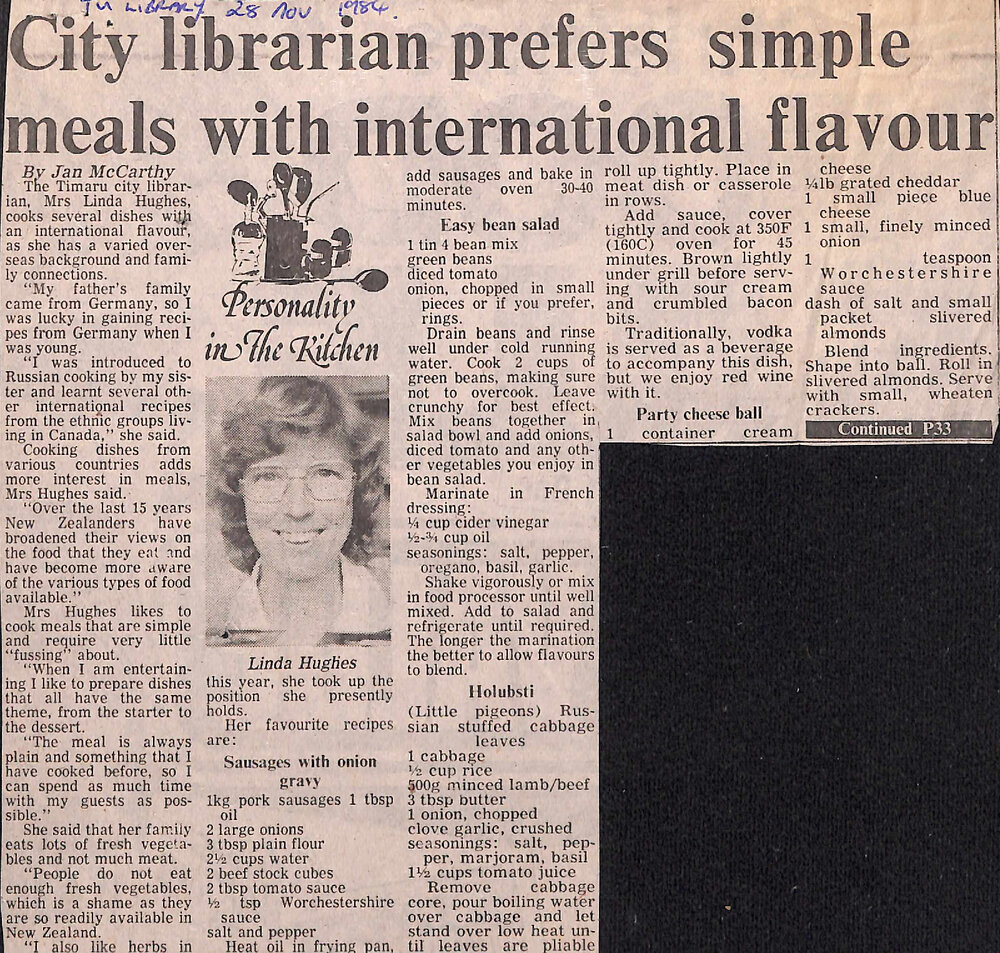 TU LIBRARY 28 NOV 1984.
City librarian prefers simple
meals with international flavour
By Jan McCarthy
The Timaru city librar-
ian, Mrs Linda Hughes,
cooks several dishes with
an international flavour,
as she has a varied over-
seas background and fami-
ly connections.
"My father's family
came from Germany, so I
was lucky in gaining reci-
pes from Germany when I
was young.
"I was introduced to
Russian cooking by my sis-
ter and learnt several oth-
er international recipes
from the ethnic groups liv-
ing in Canada," she said.
Cooking dishes from
various countries adds
more interest in meals,
Mrs Hughes said.
"Over the last 15 years
New Zealanders have
broadened their views on
the food that they eat and
have become more aware
of the various types of food
available."
Mrs Hughes likes to
cook meals that are simple
and require very little
"fussing" about.
"When I am entertain-
ing I like to prepare dishes
that all have the same
theme, from the starter to
the dessert.
"The meal is always
plain and something that I
have cooked before, so I
can spend as much time
with my guests as pos-
sible."
She said that her family
eats lots of fresh vegeta-
bles and not much meat.
"People do not eat
enough fresh vegetables,
which is a shame as they
are so readily available in
New Zealand.
"I also like herbs in
Personality
in The Kitchen
Linda Hughes
this year, she took up the
position she presently
holds.
Her favourite recipes
are:
Sausages with onion
gravy
1kg pork sausages 1 tbsp
oil
2 large onions
3 tbsp plain flour
2½ cups water
2 beef stock cubes
2 tbsp tomato sauce
½ tsp Worchestershire
sauce
salt and pepper
Heat oil in frying pan,
add sausages and bake in
moderate oven 30-40
minutes.
Easy bean salad
1 tin 4 bean mix
green beans
diced tomato
onion, chopped in small
pieces or if you prefer,
rings.
Drain beans and rinse
well under cold running
water. Cook 2 cups of
green beans, making sure
not to overcook. Leave
crunchy for best effect.
Mix beans together in
salad bowl and add onions,
diced tomato and any oth-
er vegetables you enjoy in
bean salad.
Marinate in French
dressing:
¼ cup cider vinegar
½-¾ cup oil
seasonings: salt, pepper,
oregano, basil, garlic.
Shake vigorously or mix
in food processor until well
mixed. Add to salad and
refrigerate until required.
The longer the marination
the better to allow flavours
to blend.
Holubsti
(Little pigeons) Rus-
sian stuffed cabbage
leaves
1 cabbage
½ cup rice
500g minced lamb/beef
3 tbsp butter
1 onion, chopped
clove garlic, crushed
seasonings: salt, pep-
per, marjoram, basil
1½ cups tomato juice
Remove cabbage
core, pour boiling water
over cabbage and let
stand over low heat un-
til leaves are pliable
roll up tightly. Place in
meat dish or casserole
in rows.
Add sauce, cover
tightly and cook at 350F
(160C) oven for 45
minutes. Brown lightly
under grill before serv-
ing with sour cream
and crumbled bacon
bits.
Traditionally, vodka
is served as a beverage
to accompany this dish,
but we enjoy red wine
with it.
Party cheese ball
1 container cream
cheese
¼lb grated cheddar
1 small piece blue
cheese
1 small, finely minced
onion
1 teaspoon
Worchestershire
sauce
dash of salt and small
packet slivered
almonds
Blend ingredients.
Shape into ball. Roll in
slivered almonds. Serve
with small, wheaten
crackers.
Continued P33